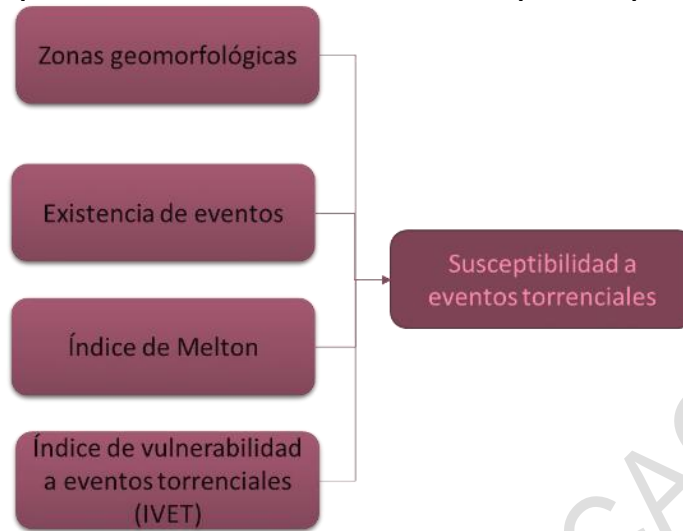 Zonas geomorfológicas
Existencia de eventos
Índice de Melton
Índice de vulnerabilidad
a eventos torrenciales
(IVET)
Susceptibilidad a
eventos torrenciales